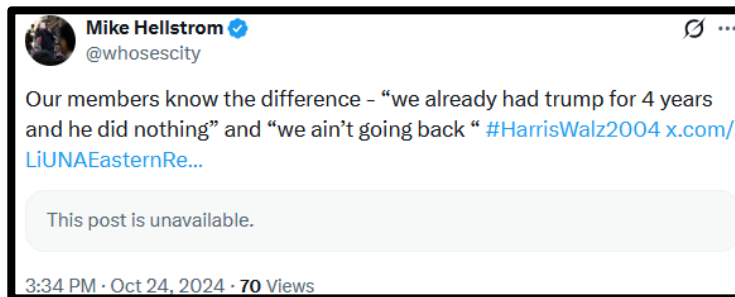 Mike Hellstrom
@whosescity
Our members know the difference - “we already had trump for 4 years
and he did nothing” and “we ain’t going back “ #HarrisWalz2004 x.com/
LiUNAEasternRe...
This post is unavailable.
3:34 PM · Oct 24, 2024 · 70 Views